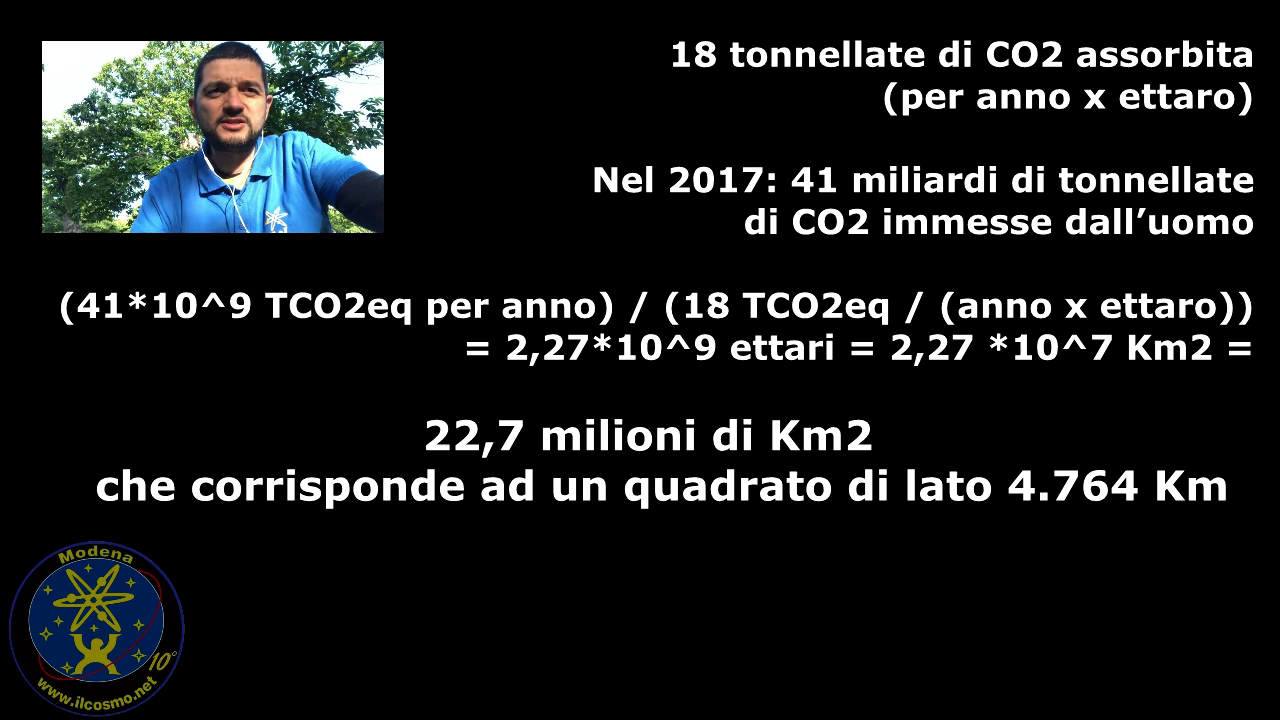 18 tonnellate di CO2 assorbita
(per anno x ettaro)
Nel 2017: 41 miliardi di tonnellate
di CO2 immesse dall’uomo
(41*10^9 TCO2eq per anno) / (18 TCO2eq / (anno x ettaro))
= 2,27*10^9 ettari = 2,27 *10^7 Km2 =
22,7 milioni di Km2
che corrisponde ad un quadrato di lato 4.764 Km
Modena
10°
www.ilcosmo.net